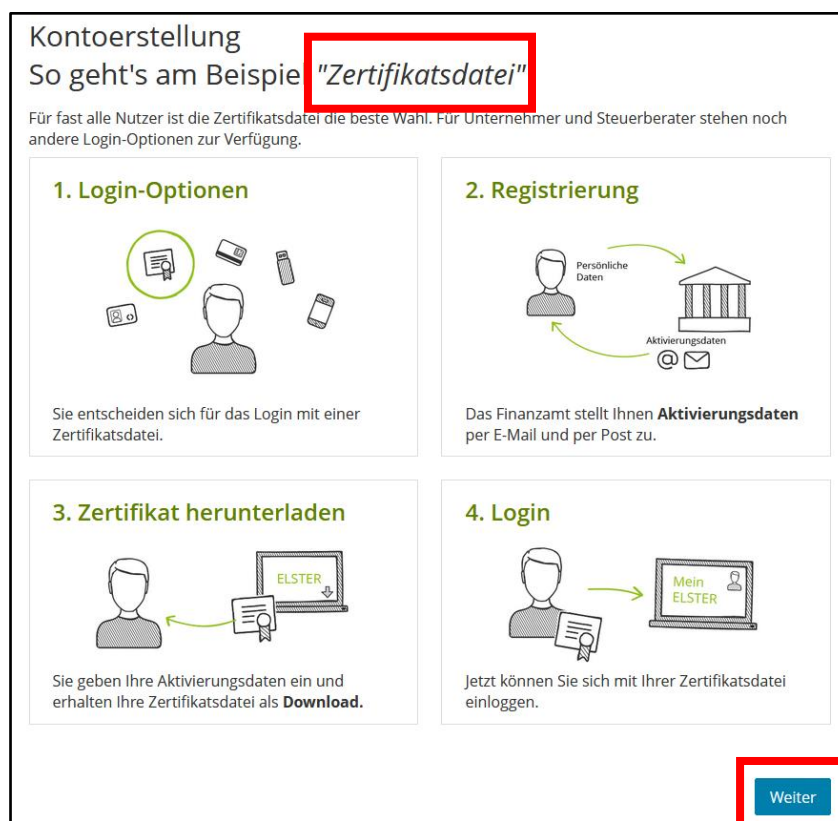 Kontoerstellung
So geht's am Beispiel "Zertifikatsdatei"
Für fast alle Nutzer ist die Zertifikatsdatei die beste Wahl. Für Unternehmer und Steuerberater stehen noch
andere Login-Optionen zur Verfügung.
1. Login-Optionen
Sie entscheiden sich für das Login mit einer
Zertifikatsdatei.
2. Registrierung
Persönliche
Daten
Aktivierungsdaten
@
Das Finanzamt stellt Ihnen Aktivierungsdaten
per E-Mail und per Post zu.
3. Zertifikat herunterladen
ELSTER
Sie geben Ihre Aktivierungsdaten ein und
erhalten Ihre Zertifikatsdatei als Download.
4. Login
Mein
ELSTER
Jetzt können Sie sich mit Ihrer Zertifikatsdatei
einloggen.
Weiter